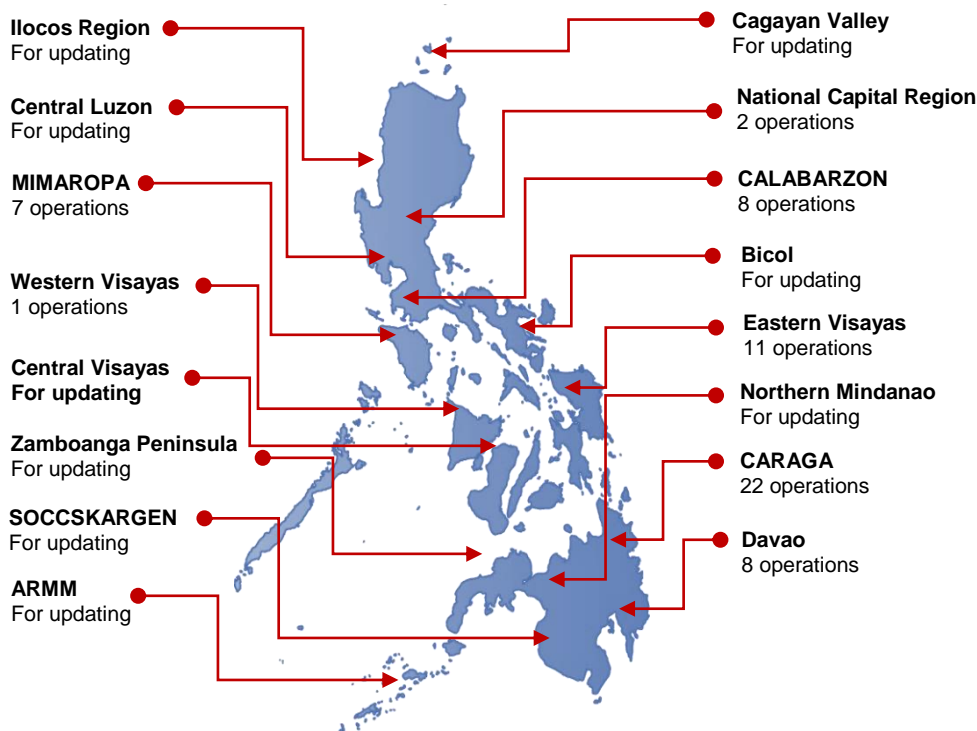 Ilocos Region
For updating
Central Luzon
For updating
MIMAROPA
7 operations
Western Visayas
1 operations
Central Visayas
For updating
Zamboanga Peninsula
For updating
SOCCSKARGEN
For updating
ARMM
For updating
Cagayan Valley
For updating
National Capital Region
2 operations
CALABARZON
8 operations
Bicol
For updating
Eastern Visayas
11 operations
Northern Mindanao
For updating
CARAGA
22 operations
Davao
8 operations